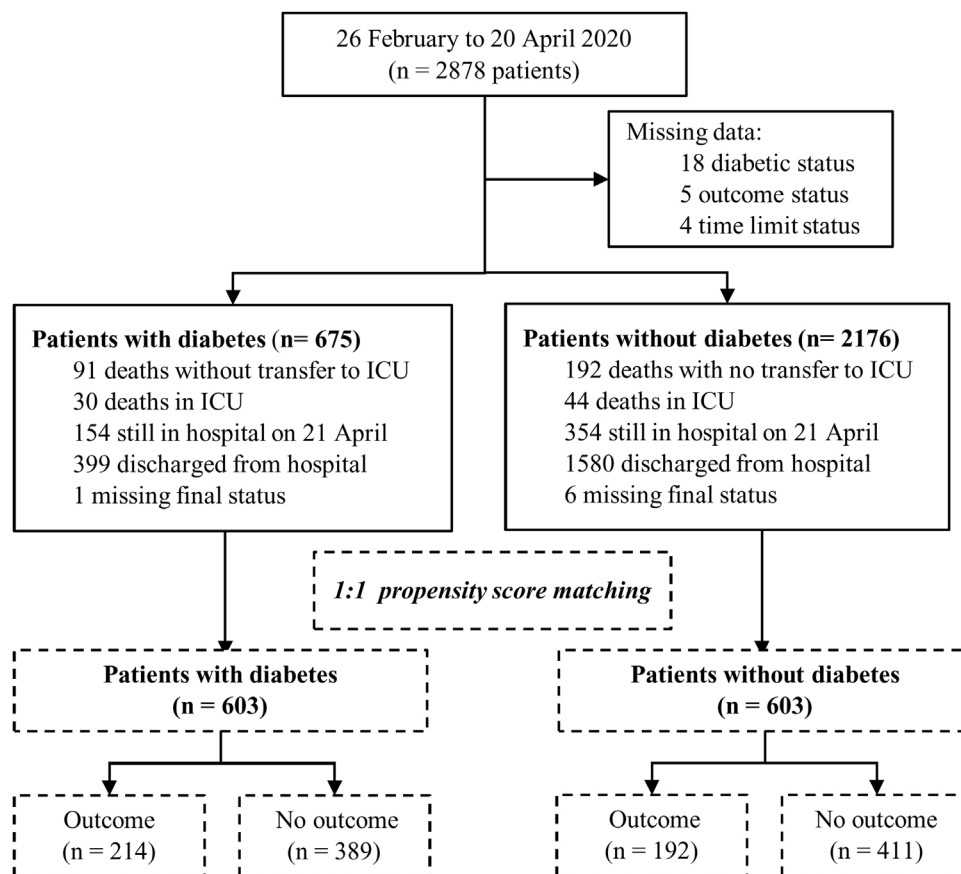 26 February to 20 April 2020
(n = 2878 patients)
Missing data:
18 diabetic status
5 outcome status
4 time limit status
Patients with diabetes (n= 675)
91 deaths without transfer to ICU
30 deaths in ICU
154 still in hospital on 21 April
399 discharged from hospital
1 missing final status
Patients without diabetes (n= 2176)
192 deaths with no transfer to ICU
44 deaths in ICU
354 still in hospital on 21 April
1580 discharged from hospital
6 missing final status
1:1 propensity score matching
Patients with diabetes
(n = 603)
Patients without diabetes
(n = 603)
Outcome
(n = 214)
No outcome
(n = 389)
Outcome
(n = 192)
No outcome
(n = 411)